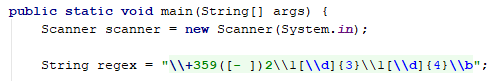 public static void main(String[] args) {
Scanner scanner = new Scanner(System.in);
String regex = "\\+359([- ])2\\1[\\d]{3}\\1[\\d]{4}\\b";